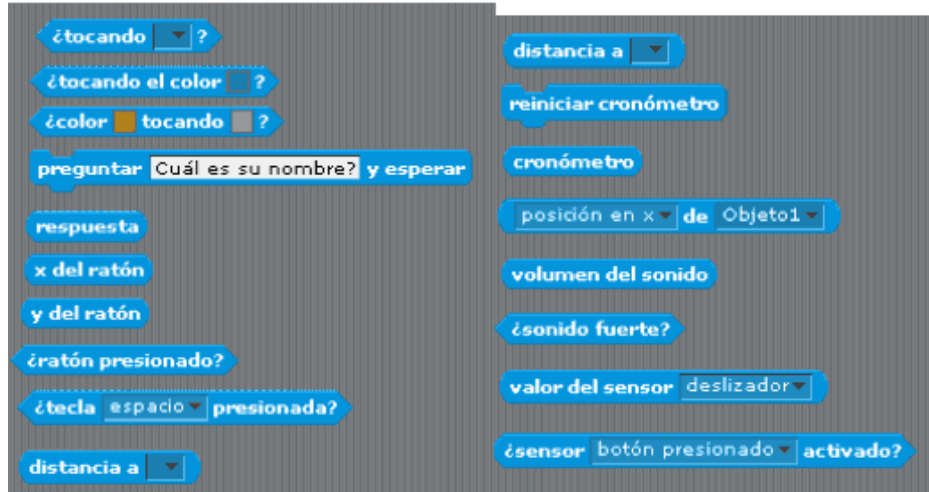 ¿tocando ?
¿tocando el color ?
¿color tocando ?
preguntar Cuál es su nombre? y esperar
respuesta
x del ratón
y del ratón
¿ratón presionado?
¿tecla espacio presionada?
distancia a
distancia a
reiniciar cronómetro
cronómetro
posición en x de Objeto1
volumen del sonido
¿sonido fuerte?
valor del sensor deslizador
¿sensor botón presionado activado?